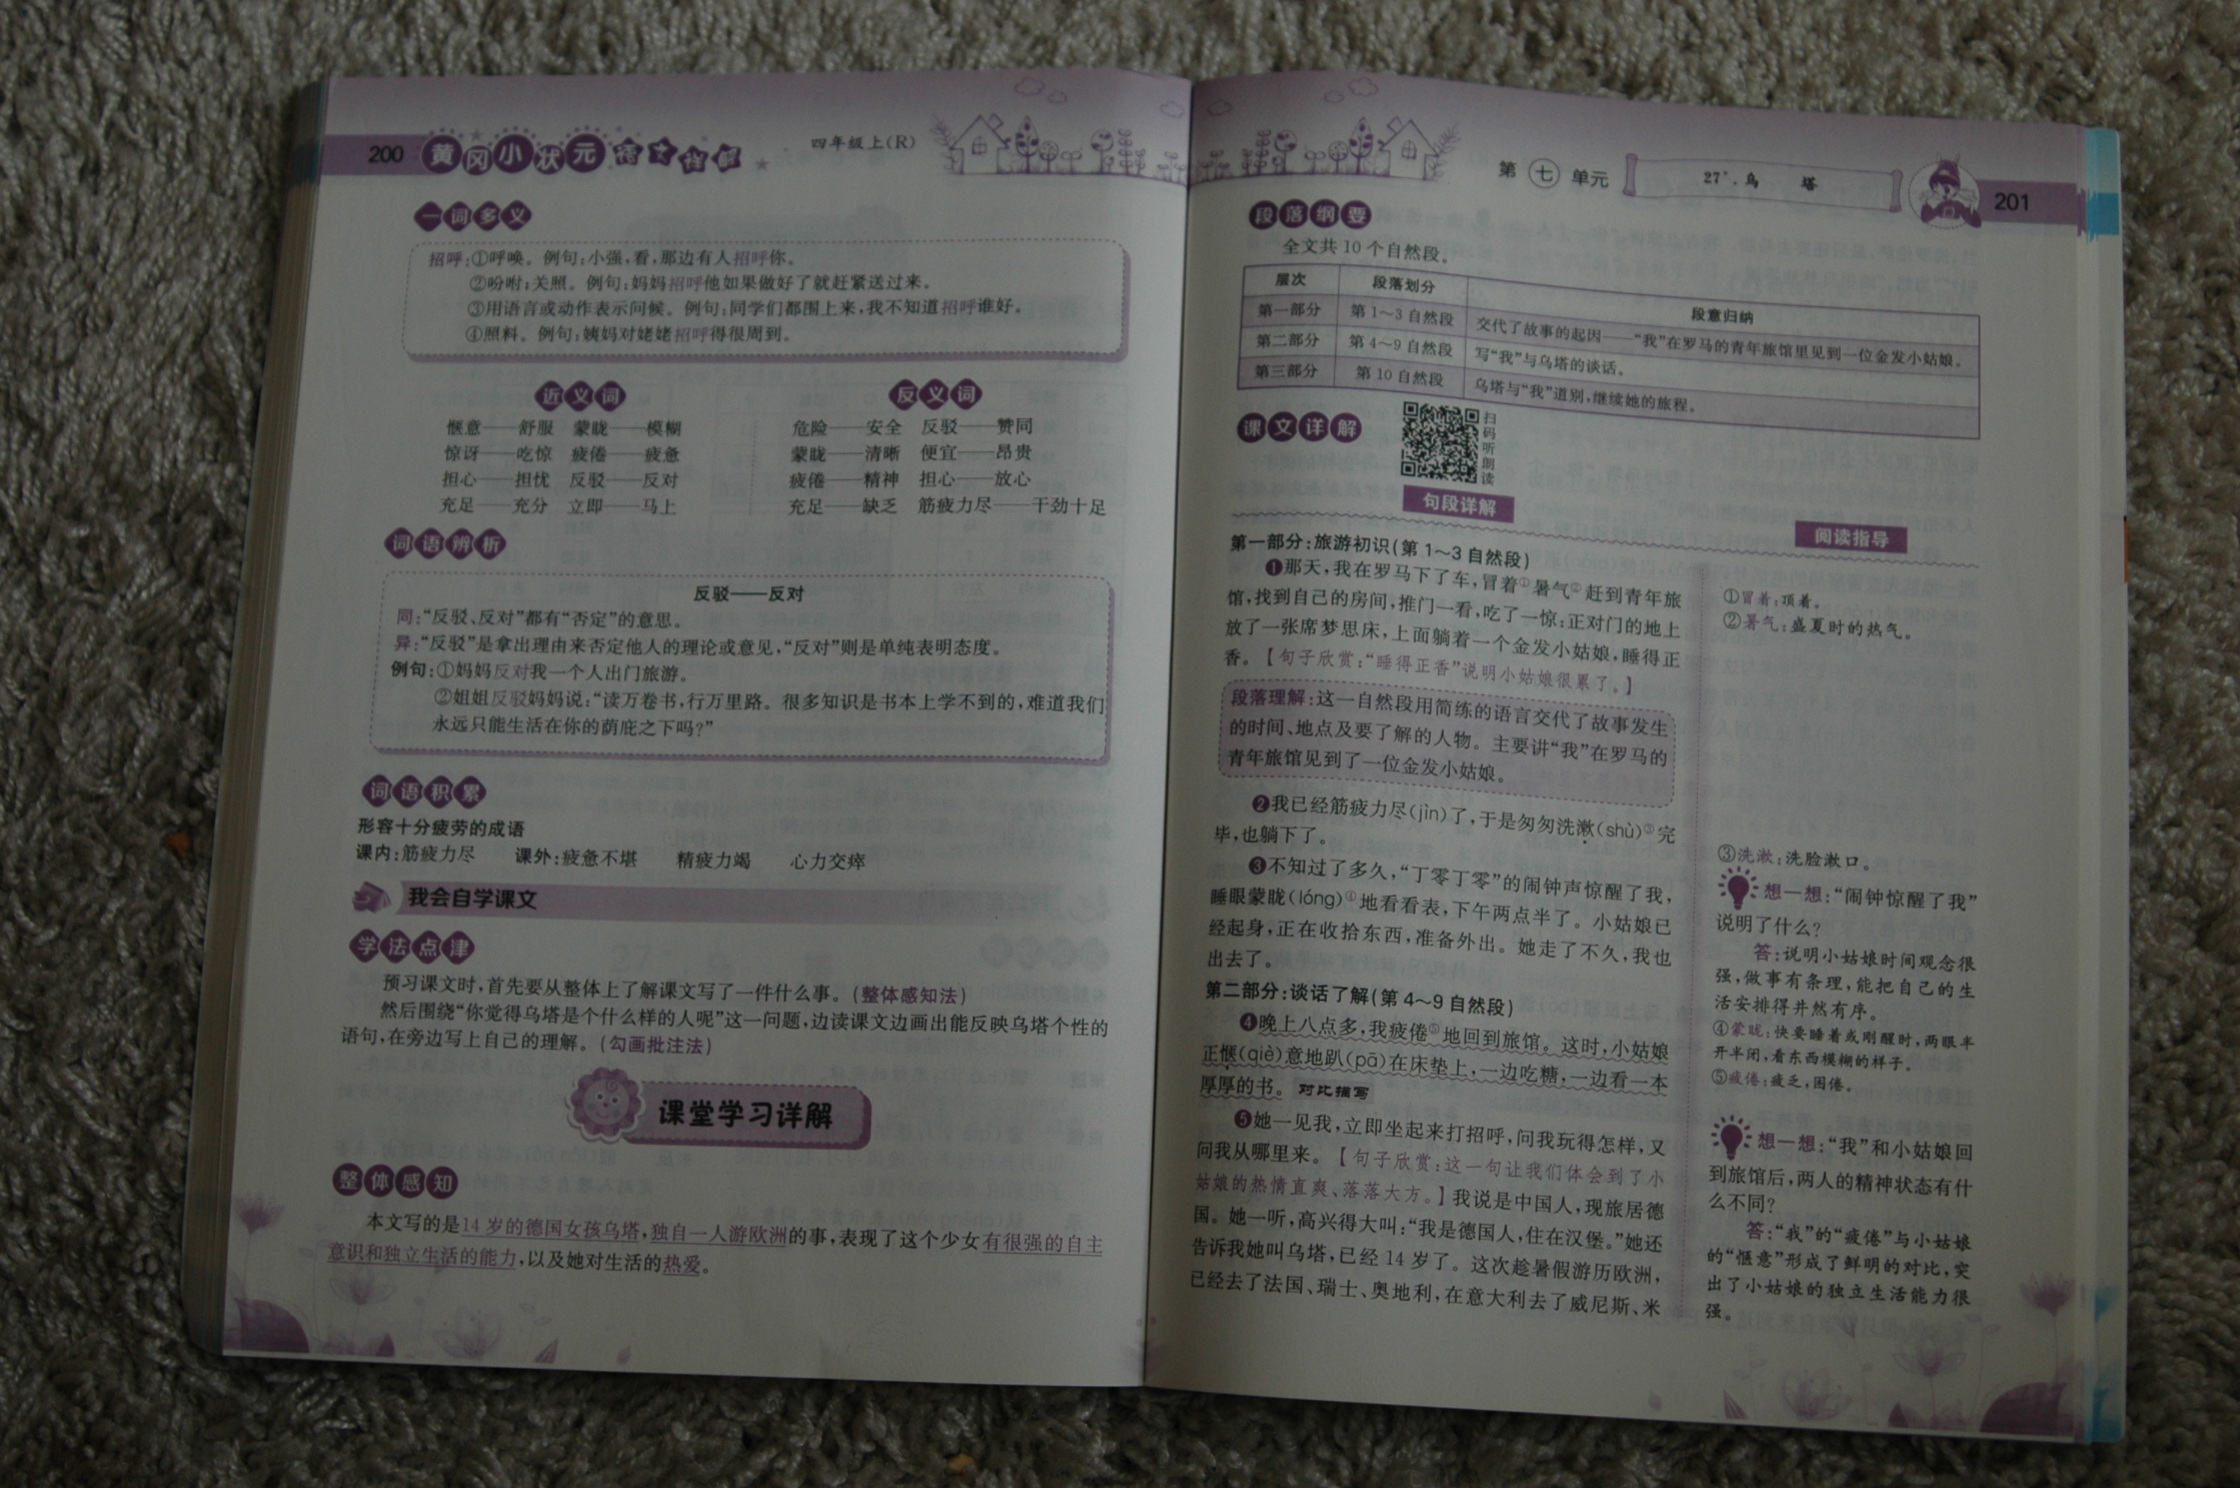 200 黄冈小状元 四年级上(R)
一词多义
招呼:①呼唤。例句:小强,看,那边有人招呼你。
②吩咐;关照。例句:妈妈招呼他如果做好了就赶紧送过来。
③用语言或动作表示问候。例句:同学们都围上来,我不知道招呼谁好。
④照料。例句:姨妈对姥姥招呼得很周到。
近义词
惬意——舒服 蒙眬——模糊
惊讶——吃惊 疲倦——疲惫
担心——担忧 反驳——反对
充足——充分 立即——马上
反义词
危险——安全 反驳——赞同
蒙眬——清晰 便宜——昂贵
疲倦——精神 担心——放心
充足——缺乏 筋疲力尽——干劲十足
词语辨析
反驳——反对
同:“反驳、反对”都有“否定”的意思。
异:“反驳”是拿出理由来否定他人的理论或意见,“反对”则是单纯表明态度。
例句:①妈妈反对我一个人出门旅游。
②姐姐反驳妈妈说:“读万卷书,行万里路。很多知识是书本上学不到的,难道我们
永远只能生活在你的荫庇之下吗?”
词语积累
形容十分疲劳的成语
课内:筋疲力尽 课外:疲惫不堪 精疲力竭 心力交瘁
我会自学课文
学法点津
预习课文时,首先要从整体上了解课文写了一件什么事。(整体感知法)
然后围绕“你觉得乌塔是个什么样的人呢”这一问题,边读课文边画出能反映乌塔个性的
语句,在旁边写上自己的理解。(勾画批注法)
课堂学习详解
整体感知
本文写的是14岁的德国女孩乌塔,独自一人游欧洲的事,表现了这个少女有很强的自主
意识和独立生活的能力,以及她对生活的热爱。
第七单元 27*.乌 塔 201
段落纲要
全文共10个自然段。
层次 段落划分 段意归纳
第一部分 第1~3自然段 交代了故事的起因——“我”在罗马的青年旅馆里见到一位金发小姑娘。
第二部分 第4~9自然段 写“我”与乌塔的谈话。
第三部分 第10自然段 乌塔与“我”道别,继续她的旅程。
课文详解
扫码听朗读
句段详解
阅读指导
第一部分:旅游初识(第1~3自然段)
❶那天,我在罗马下了车,冒着①暑气②赶到青年旅
馆,找到自己的房间,推门一看,吃了一惊:正对门的地上
放了一张席梦思床,上面躺着一个金发小姑娘,睡得正
香。【句子欣赏:“睡得正香”说明小姑娘很累了。】
段落理解:这一自然段用简练的语言交代了故事发生
的时间、地点及要了解的人物。主要讲“我”在罗马的
青年旅馆见到了一位金发小姑娘。
❷我已经筋疲力尽(jìn)了,于是匆匆洗漱(shù)③完
毕,也躺下了。
❸不知过了多久,“丁零丁零”的闹钟声惊醒了我,
睡眼蒙眬(lóng)④地看看表,下午两点半了。小姑娘已
经起身,正在收拾东西,准备外出。她走了不久,我也
出去了。
第二部分:谈话了解(第4~9自然段)
❹晚上八点多,我疲倦⑤地回到旅馆。这时,小姑娘
正惬(qiè)意地趴(pā)在床垫上,一边吃糖,一边看一本
厚厚的书。 对比描写
❺她一见我,立即坐起来打招呼,问我玩得怎样,又
问我从哪里来。【句子欣赏:这一句让我们体会到了小
姑娘的热情直爽、落落大方。】我说是中国人,现旅居德
国。她一听,高兴得大叫:“我是德国人,住在汉堡。”她还
告诉我她叫乌塔,已经14岁了。这次趁暑假游历欧洲,
已经去了法国、瑞士、奥地利,在意大利去了威尼斯、米
①冒着:顶着。
②暑气:盛夏时的热气。
③洗漱:洗脸漱口。
想一想:“闹钟惊醒了我”
说明了什么?
答:说明小姑娘时间观念很
强,做事有条理,能把自己的生
活安排得井然有序。
④蒙眬:快要睡着或刚醒时,两眼半
开半闭,看东西模糊的样子。
⑤疲倦:疲乏,困倦。
想一想:“我”和小姑娘回
到旅馆后,两人的精神状态有什
么不同?
答:“我”的“疲倦”与小姑娘
的“惬意”形成了鲜明的对比,突
出了小姑娘的独立生活能力很
强。